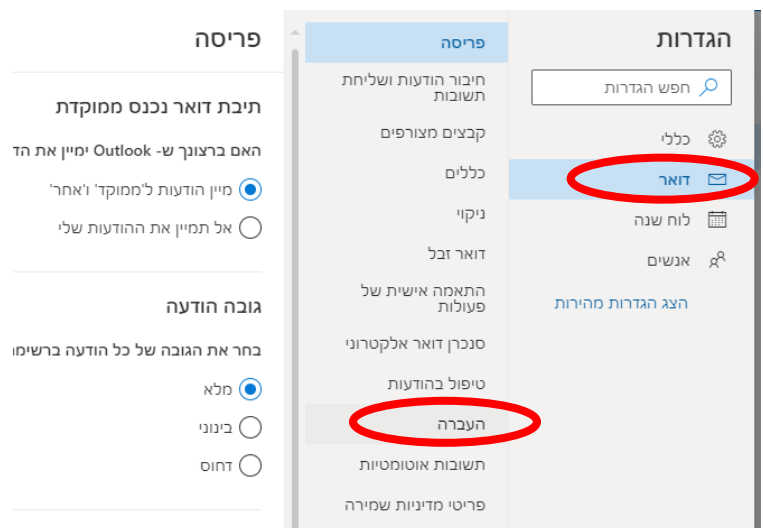 הגדרות
חפש הגדרות
כללי
דואר
לוח שנה
אנשים
הצג הגדרות מהירות
פריסה
חיבור הודעות ושליחת
תשובות
קבצים מצורפים
כללים
ניקוי
דואר זבל
התאמה אישית של
פעולות
סנכרן דואר אלקטרוני
טיפול בהודעות
העברה
תשובות אוטומטיות
פריטי מדיניות שמירה
פריסה
תיבת דואר נכנס ממוקדת
האם ברצונך ש- Outlook ימיין את הד
מיין הודעות ל'ממוקד' ו'אחר'
אל תמיין את ההודעות שלי
גובה הודעה
בחר את הגובה של כל הודעה ברשימ
מלא
בינוני
דחוס